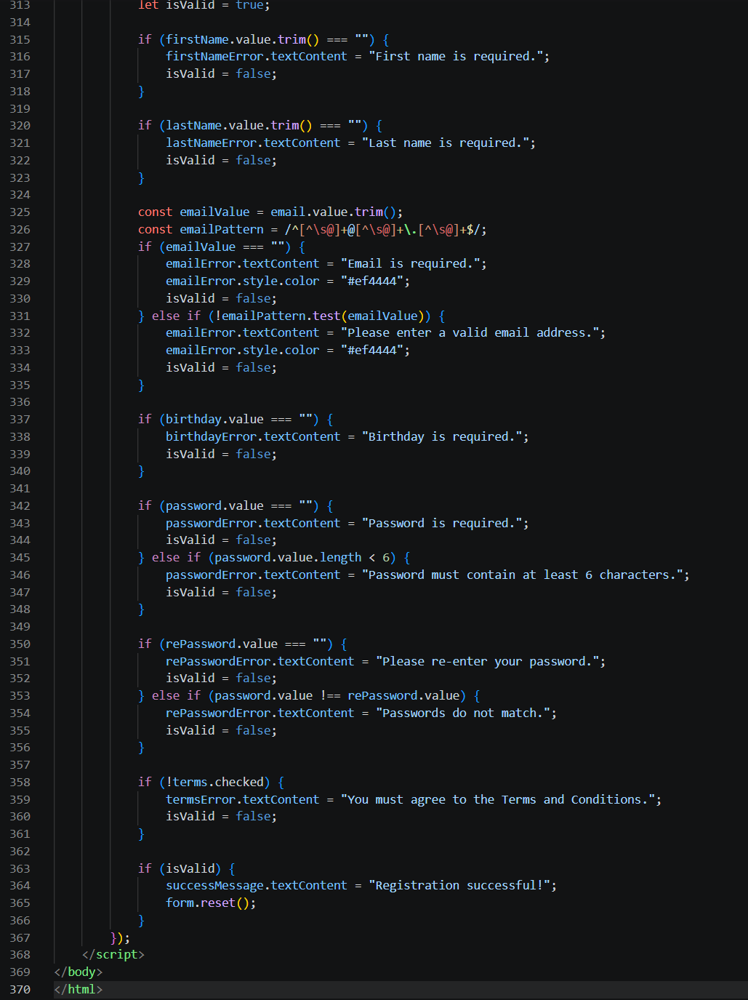 313 let isValid = true;
314
315 if (firstName.value.trim() === "") {
316 firstNameError.textContent = "First name is required.";
317 isValid = false;
318 }
319
320 if (lastName.value.trim() === "") {
321 lastNameError.textContent = "Last name is required.";
322 isValid = false;
323 }
324
325 const emailValue = email.value.trim();
326 const emailPattern = /^[^\s@]+@[^\s@]+\.[^\s@]+$/;
327 if (emailValue === "") {
328 emailError.textContent = "Email is required.";
329 emailError.style.color = "#ef4444";
330 isValid = false;
331 } else if (!emailPattern.test(emailValue)) {
332 emailError.textContent = "Please enter a valid email address.";
333 emailError.style.color = "#ef4444";
334 isValid = false;
335 }
336
337 if (birthday.value === "") {
338 birthdayError.textContent = "Birthday is required.";
339 isValid = false;
340 }
341
342 if (password.value === "") {
343 passwordError.textContent = "Password is required.";
344 isValid = false;
345 } else if (password.value.length < 6) {
346 passwordError.textContent = "Password must contain at least 6 characters.";
347 isValid = false;
348 }
349
350 if (rePassword.value === "") {
351 rePasswordError.textContent = "Please re-enter your password.";
352 isValid = false;
353 } else if (password.value !== rePassword.value) {
354 rePasswordError.textContent = "Passwords do not match.";
355 isValid = false;
356 }
357
358 if (!terms.checked) {
359 termsError.textContent = "You must agree to the Terms and Conditions.";
360 isValid = false;
361 }
362
363 if (isValid) {
364 successMessage.textContent = "Registration successful!";
365 form.reset();
366 }
367 });
368 </script>
369 </body>
370 </html>